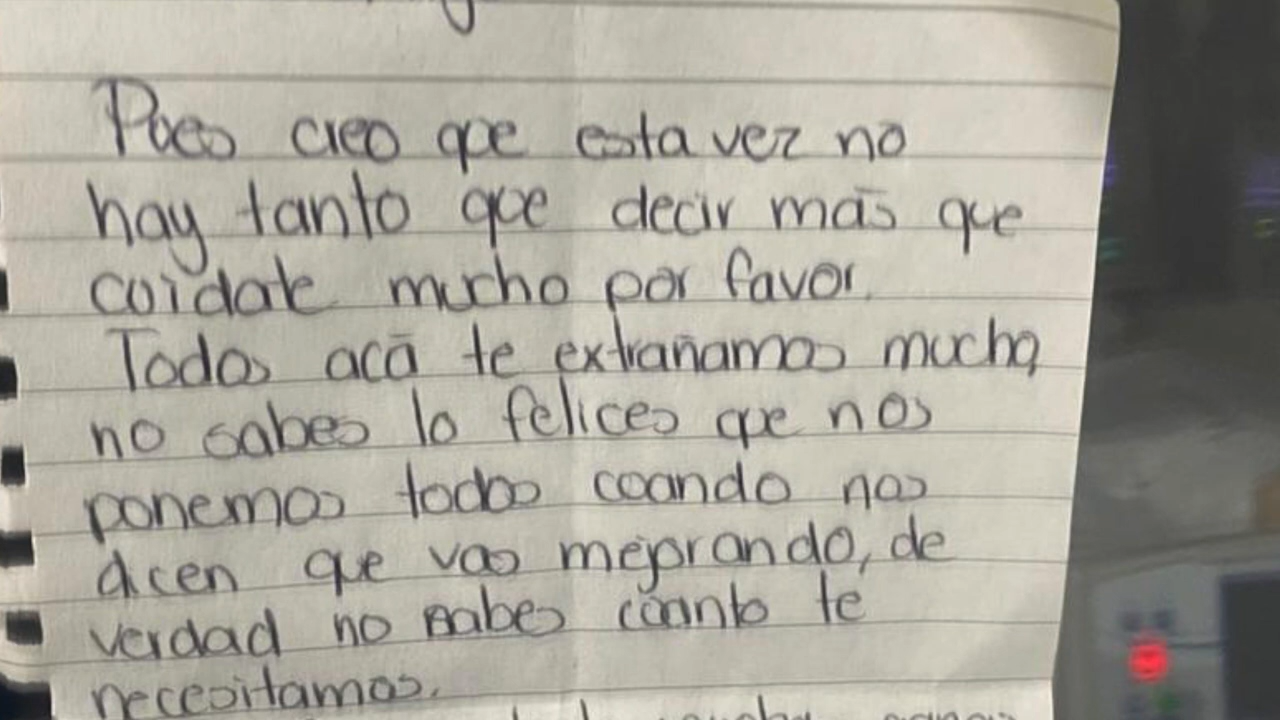 Pues creo que esta vez no
hay tanto que decir más que
cuidate mucho por favor.
Todos acá te extrañamos mucho,
no sabes lo felices que nos
ponemos todos cuando nos
dicen que vas mejorando, de
verdad no sabes cuánto te
necesitamos.